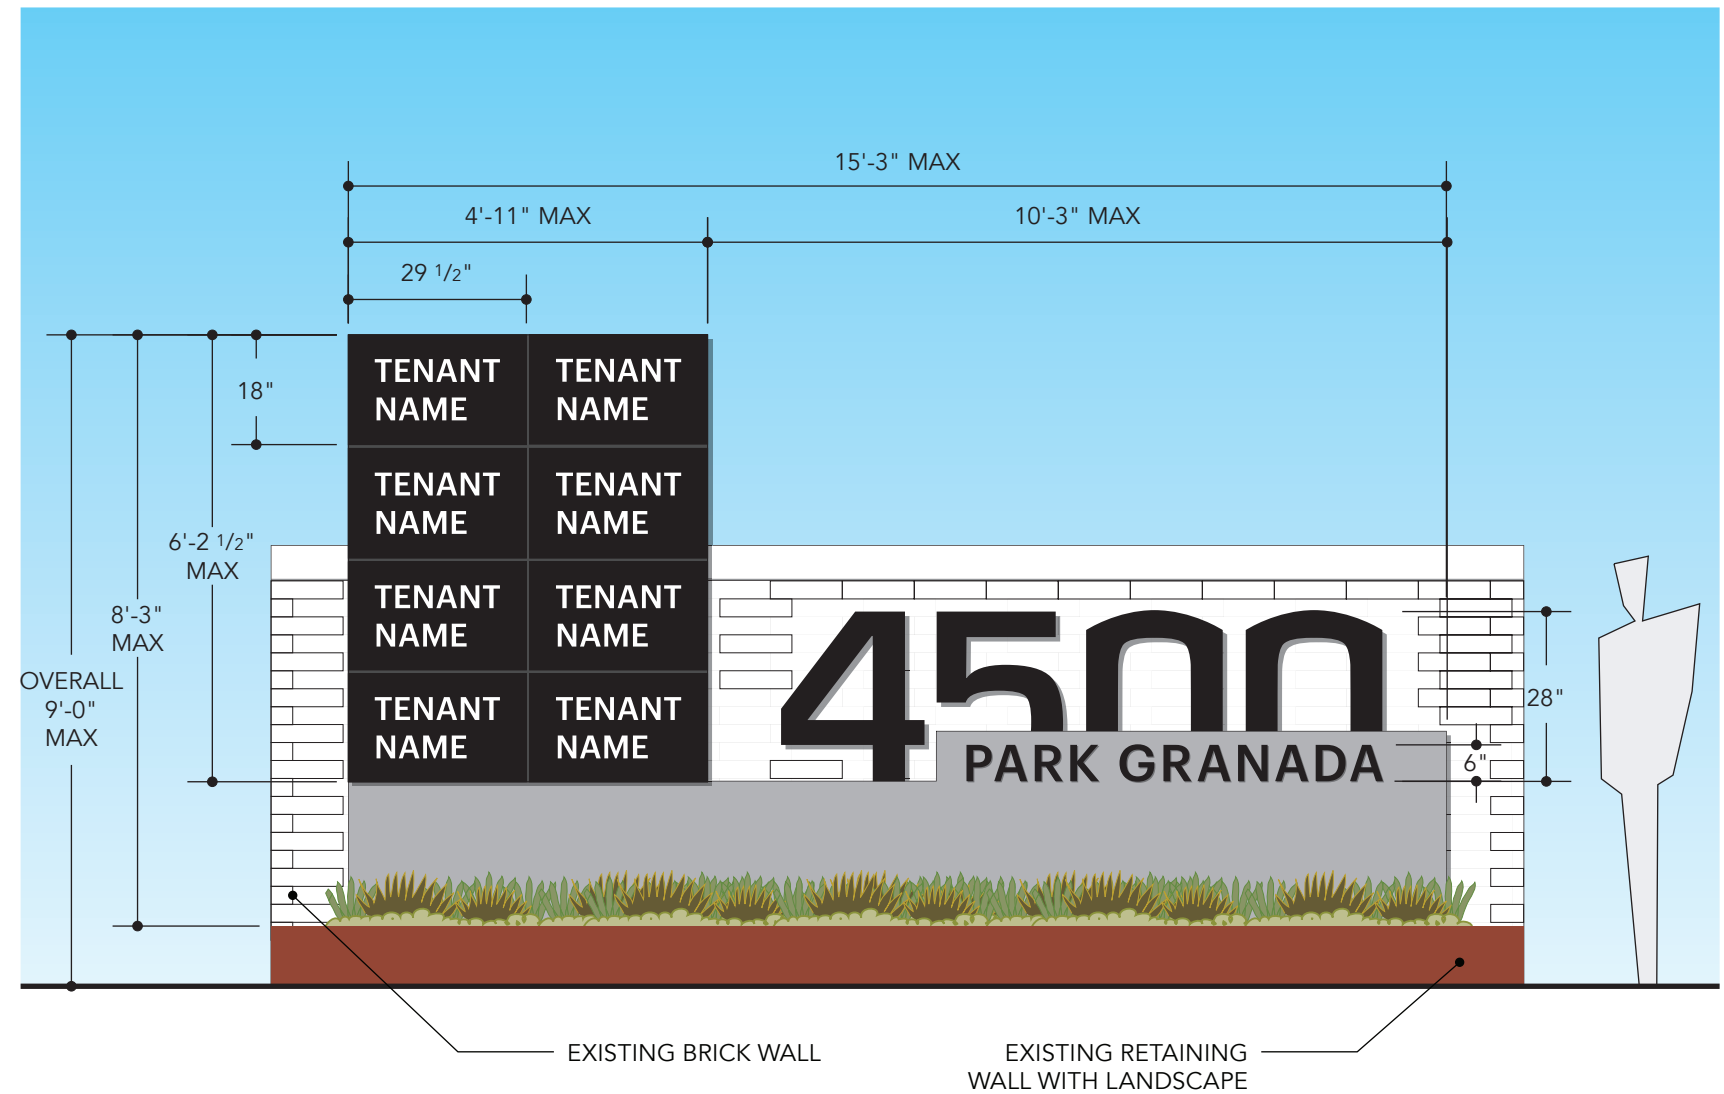 15'-3" MAX
4'-11" MAX
10'-3" MAX
29 1/2"
18"
TENANT
NAME
TENANT
NAME
TENANT
NAME
TENANT
NAME
6'-2 1/2"
MAX
8'-3"
MAX
TENANT
NAME
TENANT
NAME
OVERALL
9'-0"
MAX
TENANT
NAME
TENANT
NAME
4500
PARK GRANADA
28"
6"
EXISTING BRICK WALL
EXISTING RETAINING
WALL WITH LANDSCAPE